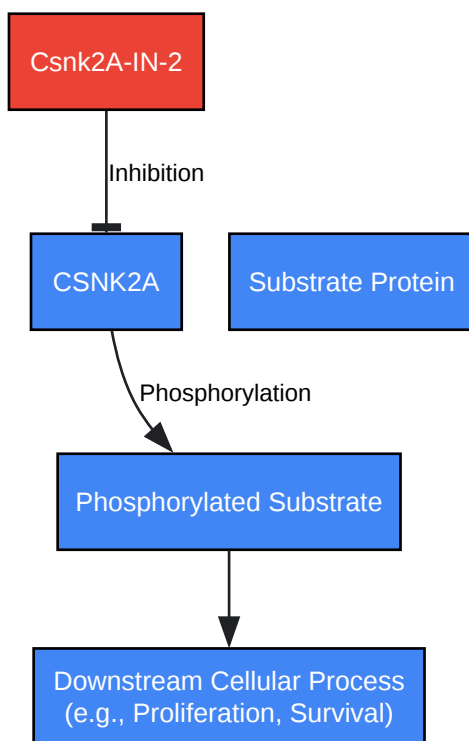 Csnk2A-IN-2
Inhibition
CSNK2A
Substrate Protein
Phosphorylation
Phosphorylated Substrate
Downstream Cellular Process
(e.g., Proliferation, Survival)